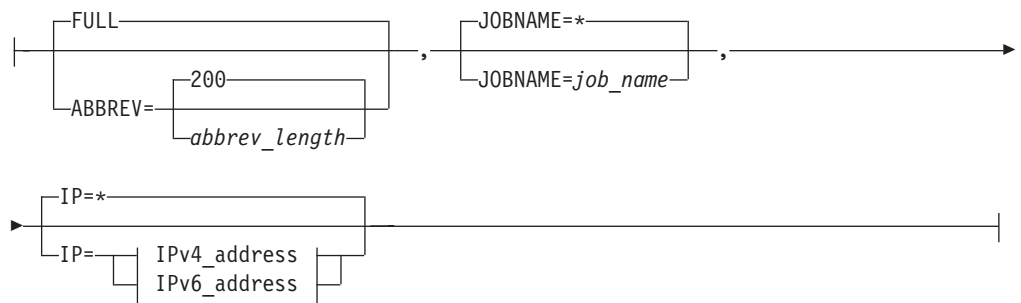 FULL
ABBREV=
200
abbrev_length
,
JOBNAME=*
JOBNAME=job_name
,
IP=*
IP=
IPv4_address
IPv6_address